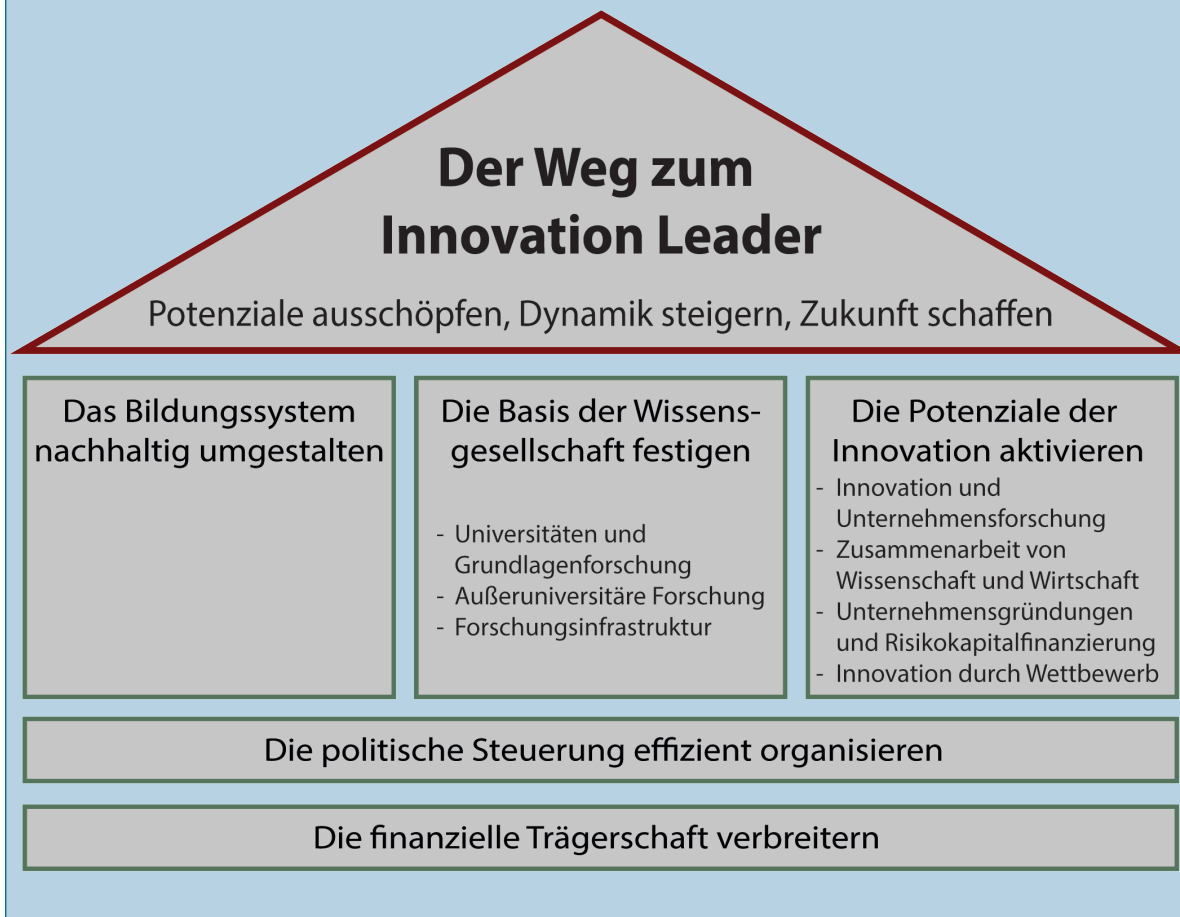 Der Weg zum
Innovation Leader
Potenziale ausschöpfen, Dynamik steigern, Zukunft schaffen
Das Bildungssystem
nachhaltig umgestalten
Die Basis der Wissens-
gesellschaft festigen
- Universitäten und
Grundlagenforschung
- Außeruniversitäre Forschung
- Forschungsinfrastruktur
Die Potenziale der
Innovation aktivieren
- Innovation und
Unternehmensforschung
- Zusammenarbeit von
Wissenschaft und Wirtschaft
- Unternehmensgründungen
und Risikokapitalfinanzierung
- Innovation durch Wettbewerb
Die politische Steuerung effizient organisieren
Die finanzielle Trägerschaft verbreitern